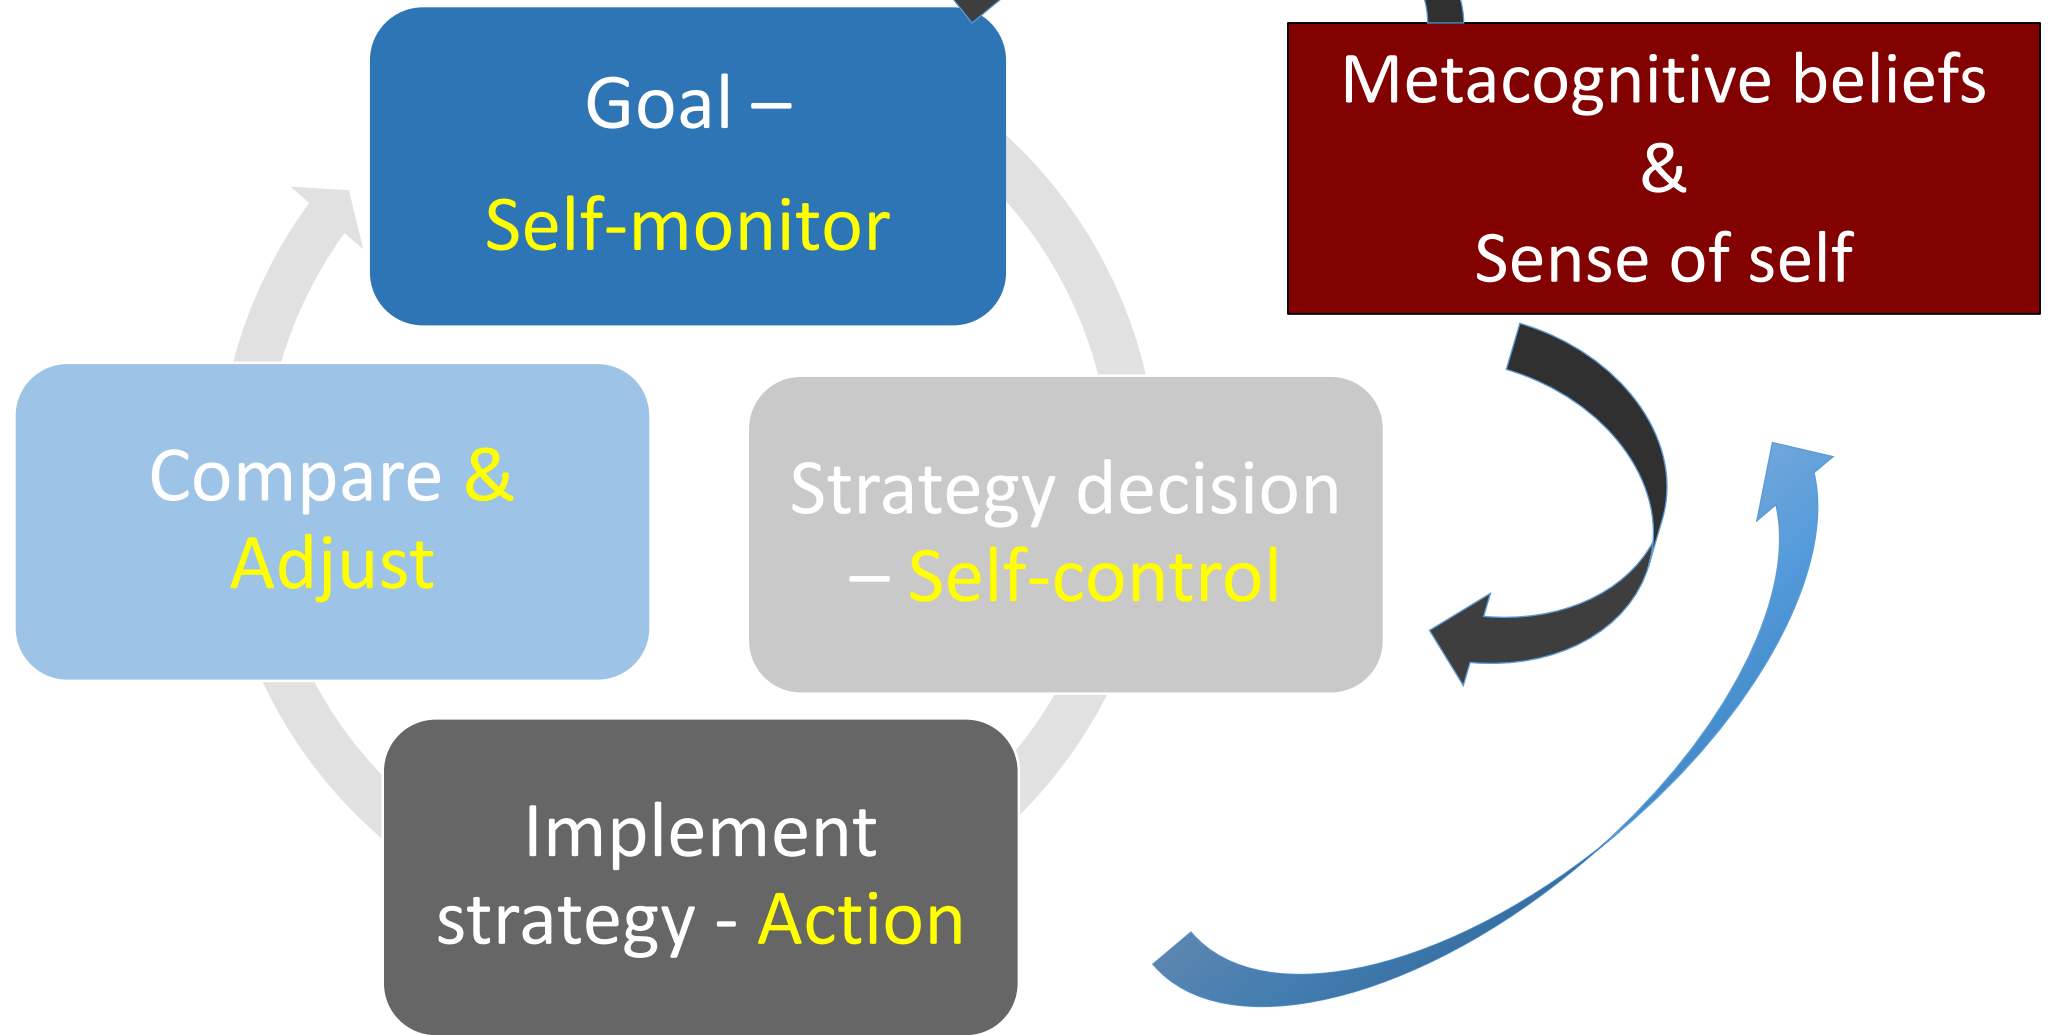 Goal –
Self-monitor
Metacognitive beliefs
&
Sense of self
Compare &
Adjust
Strategy decision
– Self-control
Implement
strategy - Action